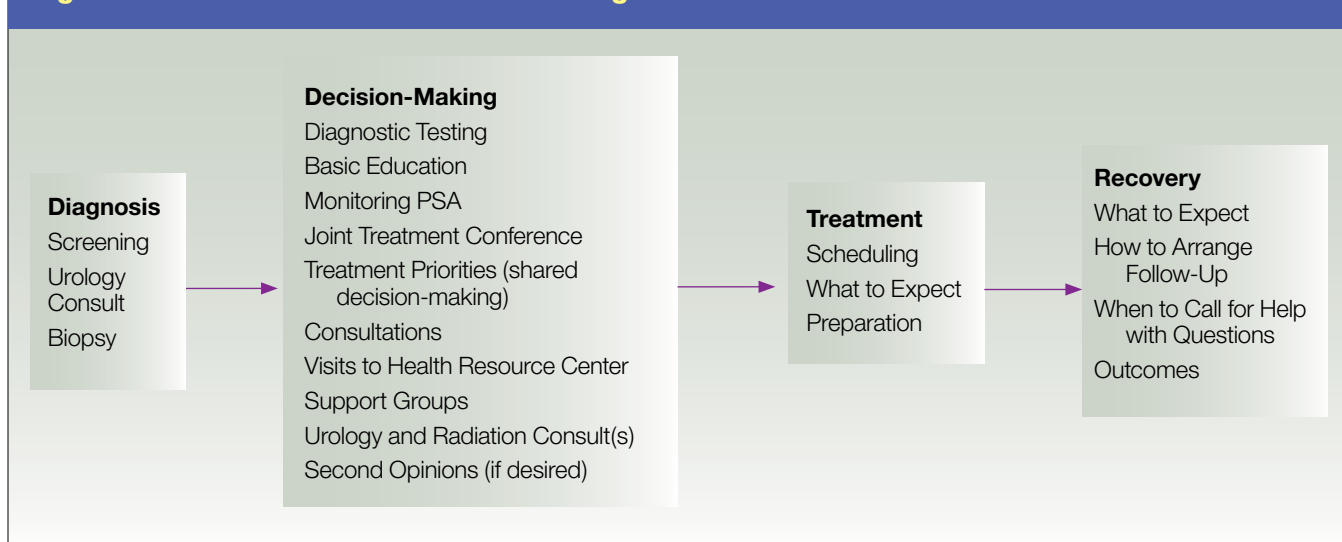 Diagnosis
Screening
Urology
Consult
Biopsy
Decision-Making
Diagnostic Testing
Basic Education
Monitoring PSA
Joint Treatment Conference
Treatment Priorities (shared
decision-making)
Consultations
Visits to Health Resource Center
Support Groups
Urology and Radiation Consult(s)
Second Opinions (if desired)
Treatment
Scheduling
What to Expect
Preparation
Recovery
What to Expect
How to Arrange
Follow-Up
When to Call for Help
with Questions
Outcomes